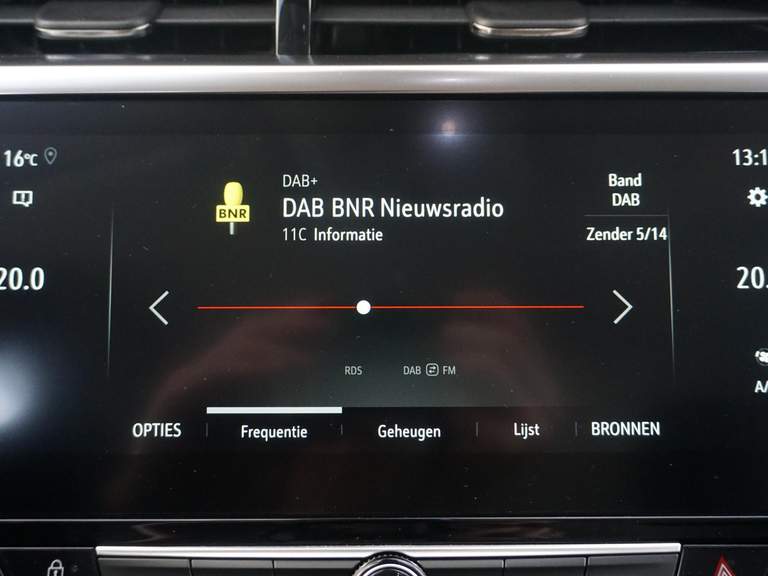 16°C
13:1
DAB+
Band
DAB
BNR
DAB BNR Nieuwsradio
11C Informatie
Zender 5/14
20.0
20.
RDS
DAB FM
A/
OPTIES
Frequentie
Geheugen
Lijst
BRONNEN